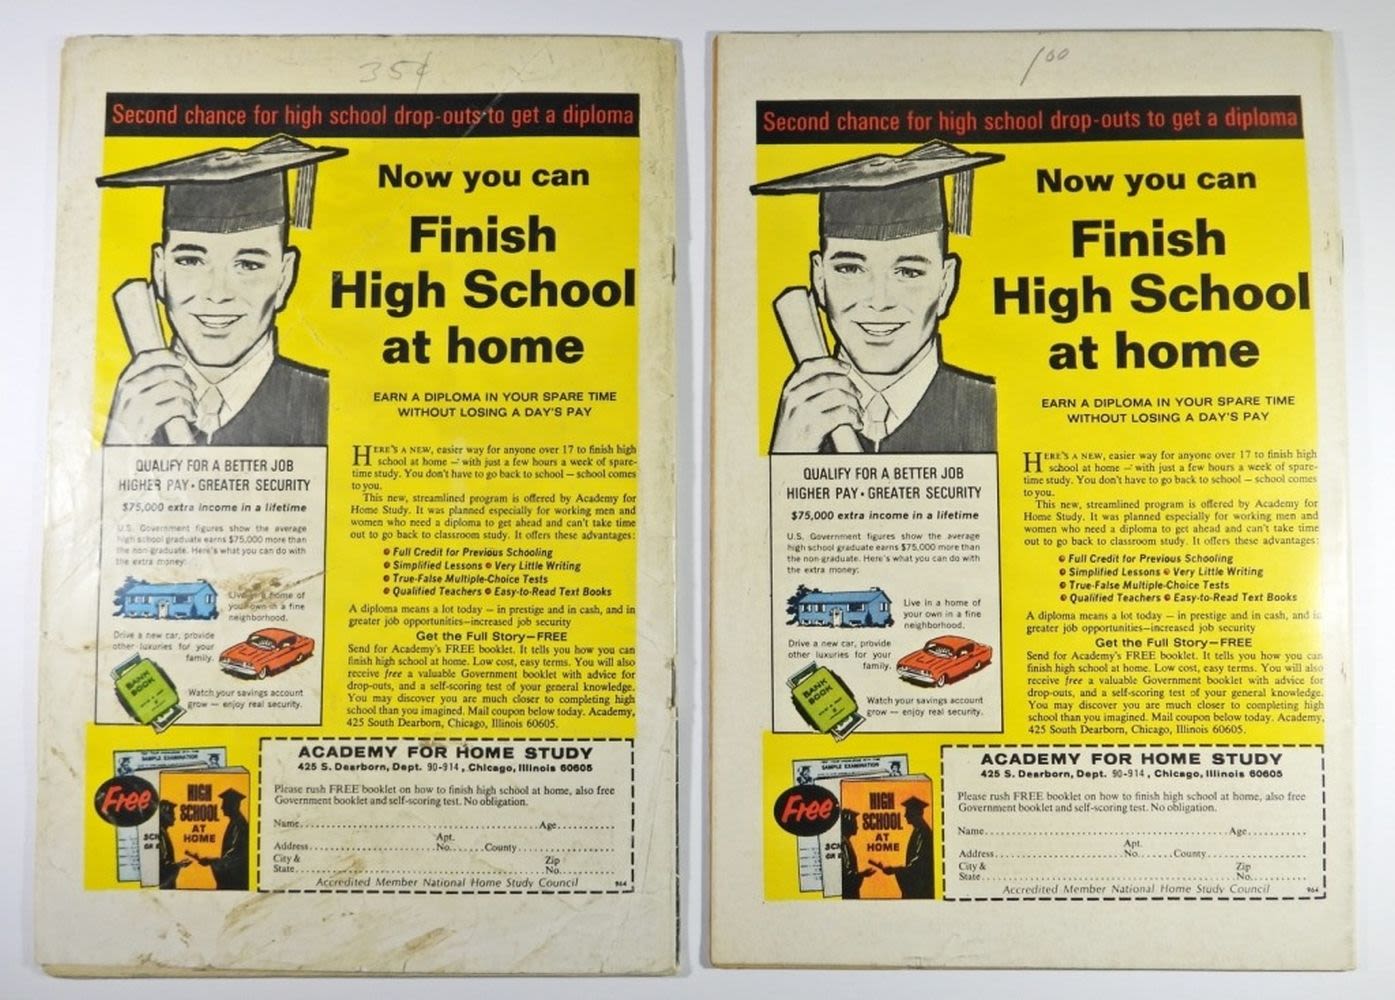 35¢
Second chance for high school drop-outs to get a diploma
Now you can
Finish
High School
at home
EARN A DIPLOMA IN YOUR SPARE TIME
WITHOUT LOSING A DAY'S PAY
HERE'S A NEW, easier way for anyone over 17 to finish high
school at home — with just a few hours a week of spare-
time study. You don't have to go back to school — school comes
to you.
This new, streamlined program is offered by Academy for
Home Study. It was planned especially for working men and
women who need a diploma to get ahead and can't take time
out to go back to classroom study. It offers these advantages:
• Full Credit for Previous Schooling
• Simplified Lessons • Very Little Writing
• True-False Multiple-Choice Tests
• Qualified Teachers • Easy-to-Read Text Books
A diploma means a lot today — in prestige and in cash, and in
greater job opportunities—increased job security
Get the Full Story—FREE
Send for Academy's FREE booklet. It tells you how you can
finish high school at home. Low cost, easy terms. You will also
receive free a valuable Government booklet with advice for
drop-outs, and a self-scoring test of your general knowledge.
You may discover you are much closer to completing high
school than you imagined. Mail coupon below today. Academy,
425 South Dearborn, Chicago, Illinois 60605.
QUALIFY FOR A BETTER JOB
HIGHER PAY • GREATER SECURITY
$75,000 extra income in a lifetime
U.S. Government figures show the average
high school graduate earns $75,000 more than
the non-graduate. Here's what you can do with
the extra money:
Live in a home of
your own in a fine
neighborhood.
Drive a new car, provide
other luxuries for your
family.
BANK
BOOK
Watch your savings account
grow — enjoy real security.
SAMPLE EXAMINATION
Free
HIGH
SCHOOL
AT
HOME
ACADEMY FOR HOME STUDY
425 S. Dearborn, Dept. 90-914, Chicago, Illinois 60605
Please rush FREE booklet on how to finish high school at home, also free
Government booklet and self-scoring test. No obligation.
Name Age
Apt.
Address No. County
City & Zip
State No.
Accredited Member National Home Study Council 964
1 00
Second chance for high school drop-outs to get a diploma
Now you can
Finish
High School
at home
EARN A DIPLOMA IN YOUR SPARE TIME
WITHOUT LOSING A DAY'S PAY
HERE'S A NEW, easier way for anyone over 17 to finish high
school at home — with just a few hours a week of spare-
time study. You don't have to go back to school — school comes
to you.
This new, streamlined program is offered by Academy for
Home Study. It was planned especially for working men and
women who need a diploma to get ahead and can't take time
out to go back to classroom study. It offers these advantages:
• Full Credit for Previous Schooling
• Simplified Lessons • Very Little Writing
• True-False Multiple-Choice Tests
• Qualified Teachers • Easy-to-Read Text Books
A diploma means a lot today — in prestige and in cash, and in
greater job opportunities—increased job security
Get the Full Story—FREE
Send for Academy's FREE booklet. It tells you how you can
finish high school at home. Low cost, easy terms. You will also
receive free a valuable Government booklet with advice for
drop-outs, and a self-scoring test of your general knowledge.
You may discover you are much closer to completing high
school than you imagined. Mail coupon below today. Academy,
425 South Dearborn, Chicago, Illinois 60605.
QUALIFY FOR A BETTER JOB
HIGHER PAY • GREATER SECURITY
$75,000 extra income in a lifetime
U.S. Government figures show the average
high school graduate earns $75,000 more than
the non-graduate. Here's what you can do with
the extra money:
Live in a home of
your own in a fine
neighborhood.
Drive a new car, provide
other luxuries for your
family.
BANK
BOOK
Watch your savings account
grow — enjoy real security.
SAMPLE EXAMINATION
Free
HIGH
SCHOOL
AT
HOME
ACADEMY FOR HOME STUDY
425 S. Dearborn, Dept. 90-914, Chicago, Illinois 60605
Please rush FREE booklet on how to finish high school at home, also free
Government booklet and self-scoring test. No obligation.
Name Age
Apt.
Address No. County
City & Zip
State No.
Accredited Member National Home Study Council 964